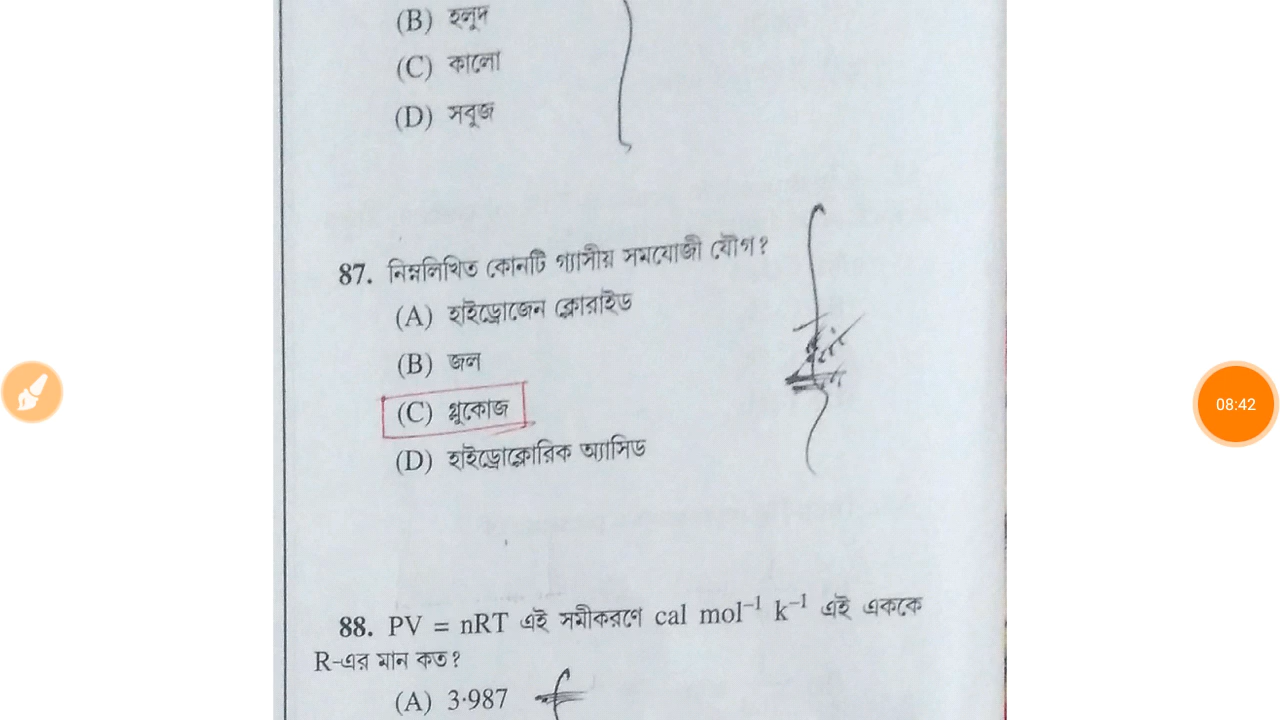 (B) হলুদ
(C) কালো
(D) সবুজ
87. নিম্নলিখিত কোনটি গ্যাসীয় সমযোজী যৌগ?
(A) হাইড্রোজেন ক্লোরাইড
(B) জল
(C) গ্লুকোজ
(D) হাইড্রোক্লোরিক অ্যাসিড
88. PV = nRT এই সমীকরণে cal mol⁻¹ k⁻¹ এই এককে
R-এর মান কত?
(A) 3·987
08:42